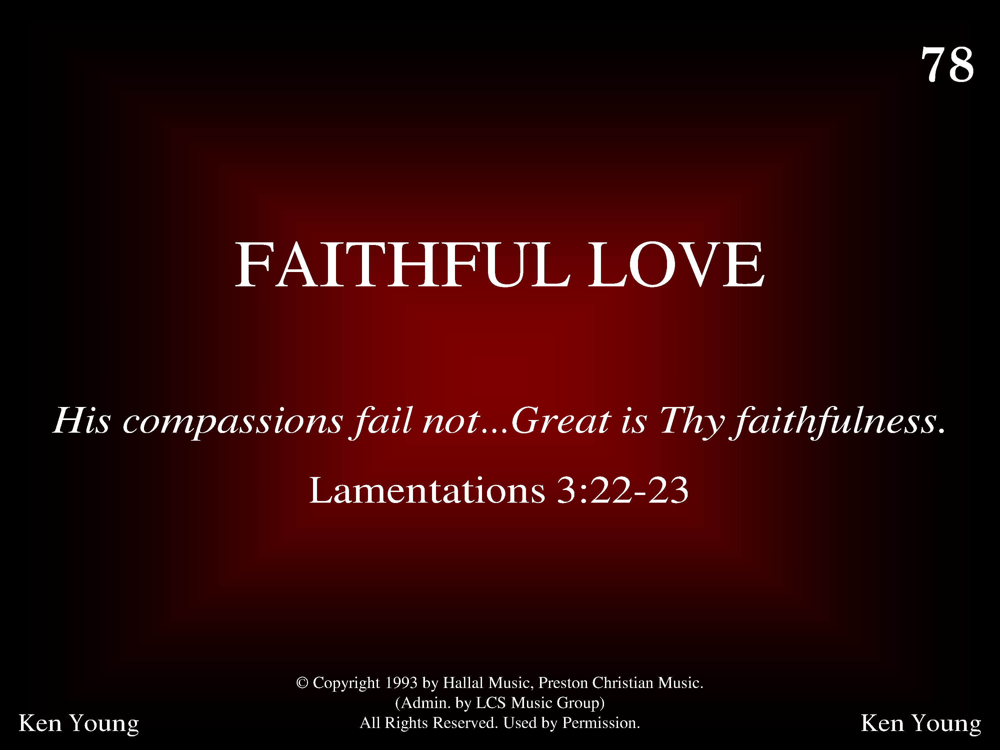 78
FAITHFUL LOVE
His compassions fail not...Great is Thy faithfulness.
Lamentations 3:22-23
© Copyright 1993 by Hallal Music, Preston Christian Music.
(Admin. by LCS Music Group)
All Rights Reserved. Used by Permission.
Ken Young
Ken Young